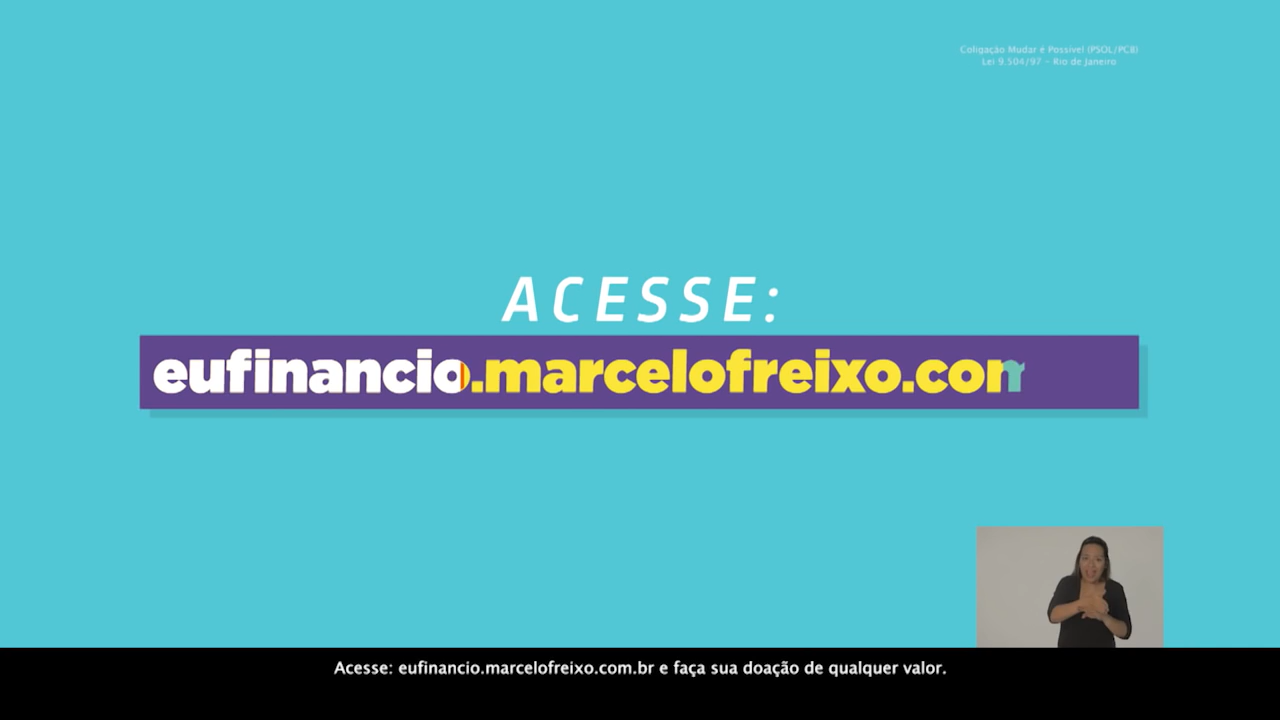 Coligação Mudar é Possível (PSOL/PCB)
Lei 9.504/97 - Rio de Janeiro
ACESSE:
eufinancio.marcelofreixo.com
Acesse: eufinancio.marcelofreixo.com.br e faça sua doação de qualquer valor.